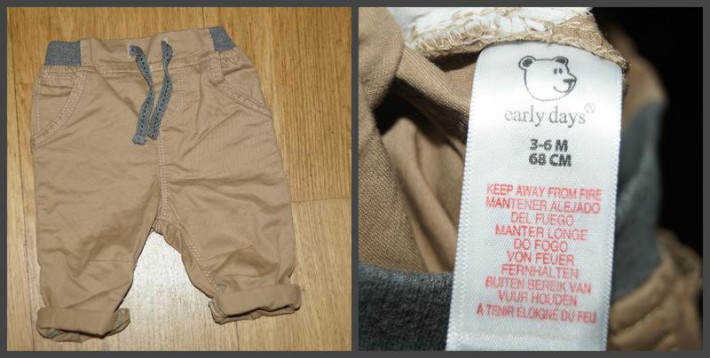 early days®
3-6 M
68 CM
KEEP AWAY FROM FIRE
MANTENER ALEJADO
DEL FUEGO
MANTER LONGE
DO FOGO
VON FEUER
FERNHALTEN
BUITEN BEREIK VAN
VUUR HOUDEN
A TENIR ÉLOIGNÉ DU FEU